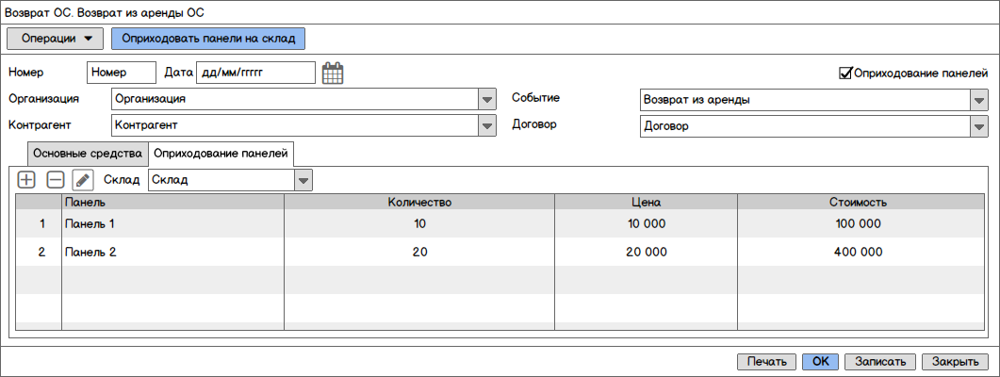 Возврат ОС. Возврат из аренды ОС
Операции Оприходовать панели на склад
Номер Номер Дата дд/мм/ггггг Оприходование панелей
Организация Организация Событие Возврат из аренды
Контрагент Контрагент Договор Договор
Основные средства Оприходование панелей
Склад Склад
Панель Количество Цена Стоимость
1 Панель 1 10 10 000 100 000
2 Панель 2 20 20 000 400 000
Печать OK Записать Закрыть